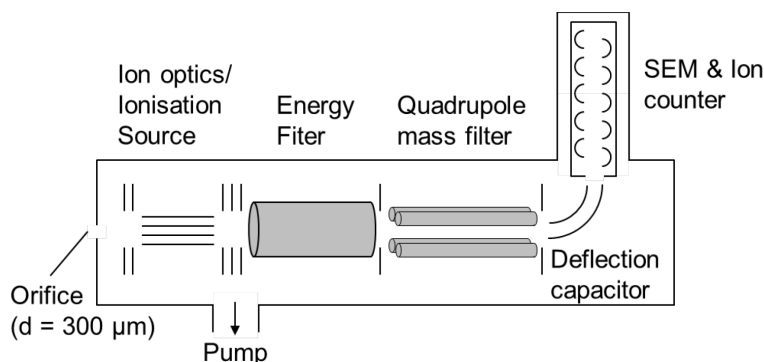 Ion optics/
Ionisation
Source
Energy
Fiter
Quadrupole
mass filter
SEM & Ion
counter
Orifice
(d = 300 µm)
Pump
Deflection
capacitor